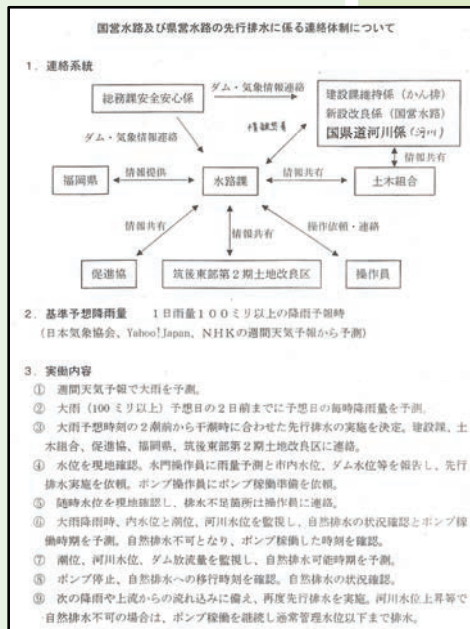 国営水路及び県営水路の先行排水に係る連絡体制について
1. 連絡系統
総務課安全安心係
ダム・気象情報連絡
建設課維持係(かん排)
新設改良係(国営水路)
国県道河川係(河川)
ダム・気象情報連絡
情報共有
情報共有
福岡県
情報提供
水路課
情報共有
土木組合
情報共有
情報共有
操作依頼・連絡
促進協
筑後東部第2期土地改良区
操作員
2. 基準予想降雨量 1日雨量100ミリ以上の降雨予報時
(日本気象協会、Yahoo!Japan、NHKの週間天気予報から予測)
3. 実働内容
① 週間天気予報で大雨を予測。
② 大雨(100ミリ以上)予想日の2日前までに予想日の毎時降雨量を予測。
③ 大雨予想時刻の2潮前から干潮時に合わせた先行排水の実施を決定。建設課、土
木組合、促進協、福岡県、筑後東部第2期土地改良区に連絡。
④ 水位を現地確認。水門操作員に雨量予測と市内水位、ダム水位等を報告し、先行
排水実施を依頼。ポンプ操作員にポンプ稼働準備を依頼。
⑤ 随時水位を現地確認し、排水不足箇所は操作員に連絡。
⑥ 大雨降雨時、内水位と潮位、河川水位を監視し、自然排水の状況確認とポンプ稼
働時期を予測。自然排水不可となり、ポンプ稼働した時刻を確認。
⑦ 潮位、河川水位、ダム放流量を監視し、自然排水可能時期を予測。
⑧ ポンプ停止、自然排水への移行時刻を確認。自然排水の状況確認。
⑨ 次の降雨や上流からの流れ込みに備え、再度先行排水を実施。河川水位上昇等で
自然排水不可の場合は、ポンプ稼働を継続し通常管理水位以下まで排水。